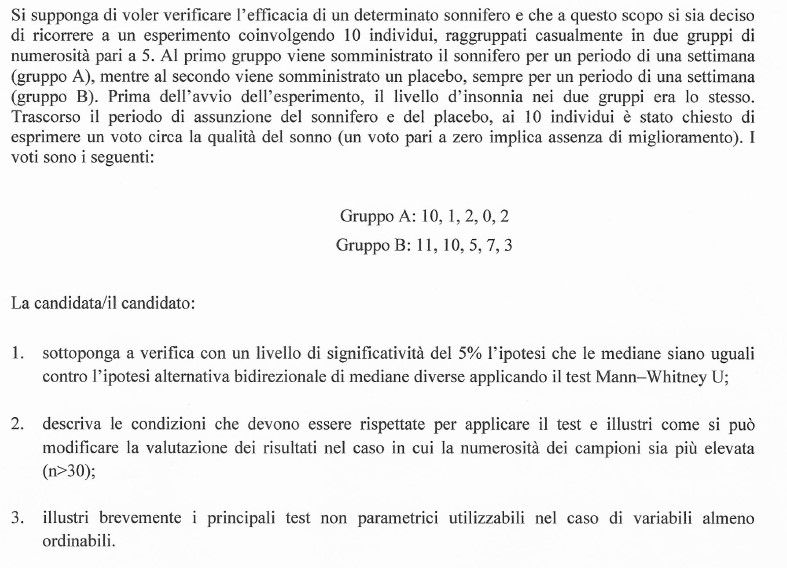 Si supponga di voler verificare l'efficacia di un determinato sonnifero e che a questo scopo si sia deciso
di ricorrere a un esperimento coinvolgendo 10 individui, raggruppati casualmente in due gruppi di
numerosità pari a 5. Al primo gruppo viene somministrato il sonnifero per un periodo di una settimana
(gruppo A), mentre al secondo viene somministrato un placebo, sempre per un periodo di una settimana
(gruppo B). Prima dell'avvio dell'esperimento, il livello d'insonnia nei due gruppi era lo stesso.
Trascorso il periodo di assunzione del sonnifero e del placebo, ai 10 individui è stato chiesto di
esprimere un voto circa la qualità del sonno (un voto pari a zero implica assenza di miglioramento). I
voti sono i seguenti:
Gruppo A: 10, 1, 2, 0, 2
Gruppo B: 11, 10, 5, 7, 3
La candidata/il candidato:
1. sottoponga a verifica con un livello di significatività del 5% l'ipotesi che le mediane siano uguali
contro l'ipotesi alternativa bidirezionale di mediane diverse applicando il test Mann–Whitney U;
2. descriva le condizioni che devono essere rispettate per applicare il test e illustri come si può
modificare la valutazione dei risultati nel caso in cui la numerosità dei campioni sia più elevata
(n>30);
3. illustri brevemente i principali test non parametrici utilizzabili nel caso di variabili almeno
ordinabili.